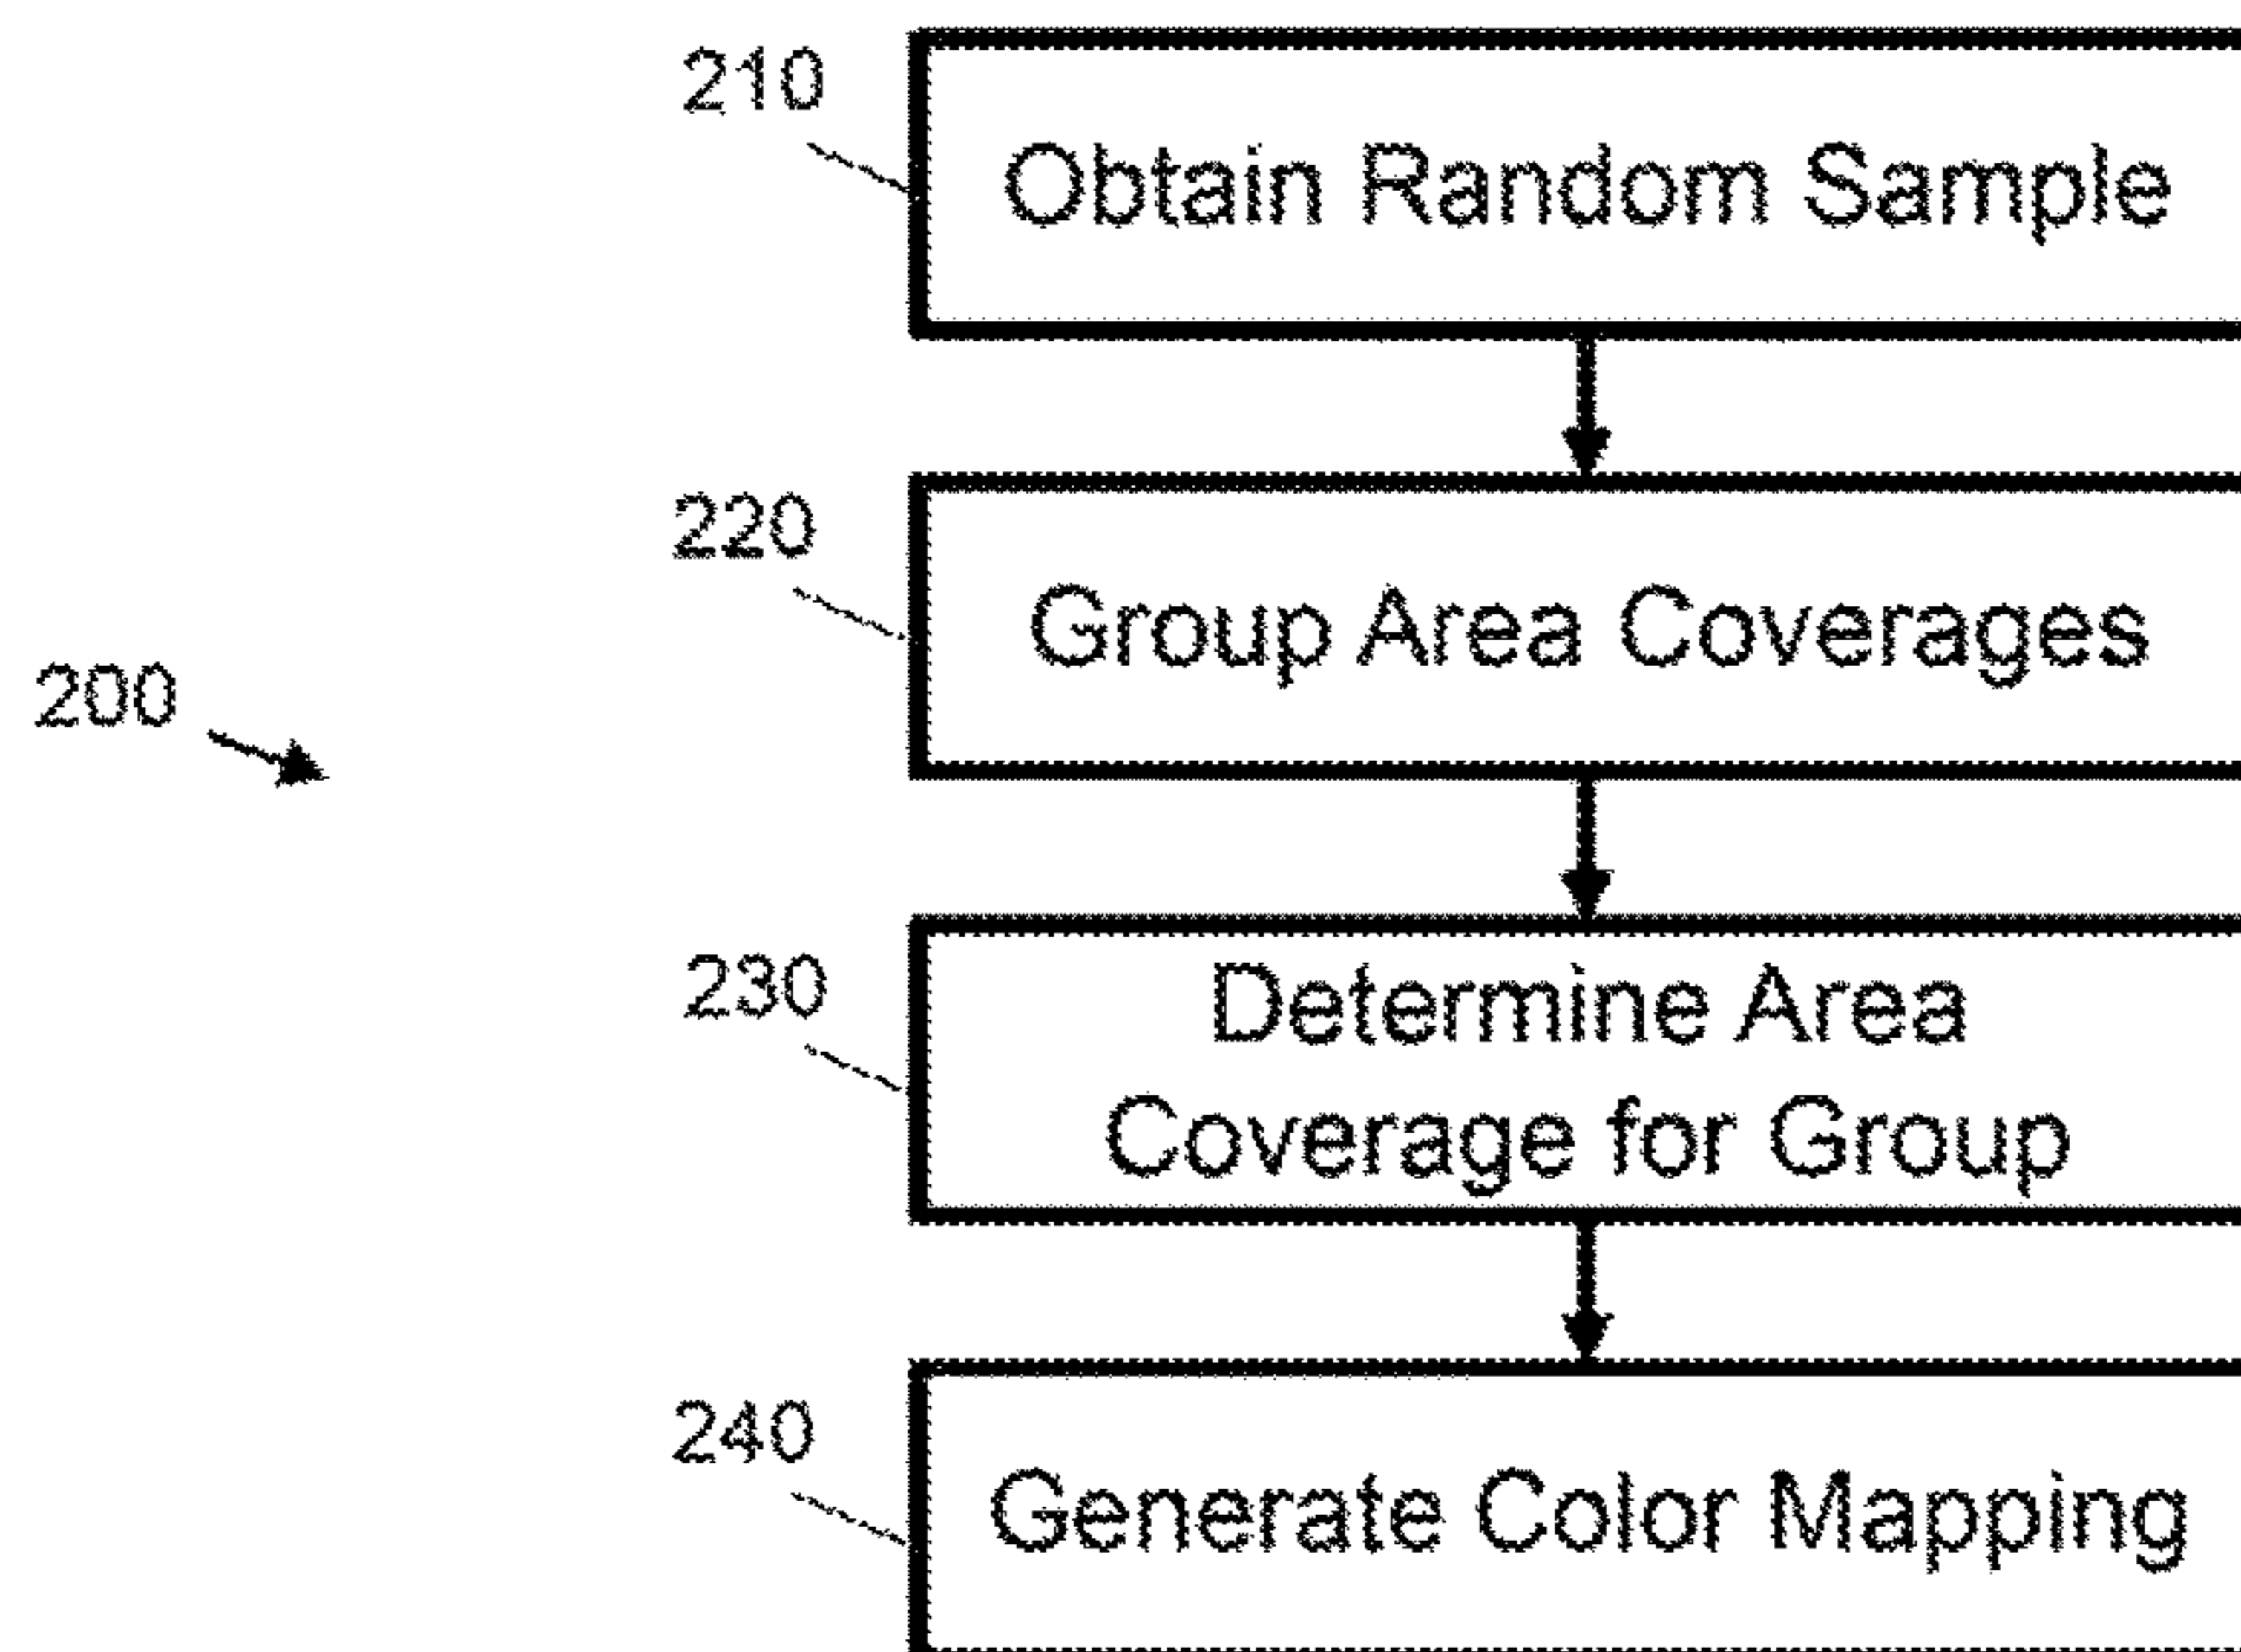 210
Obtain Random Sample
220
Group Area Coverages
200
230
Determine Area
Coverage for Group
240
Generate Color Mapping